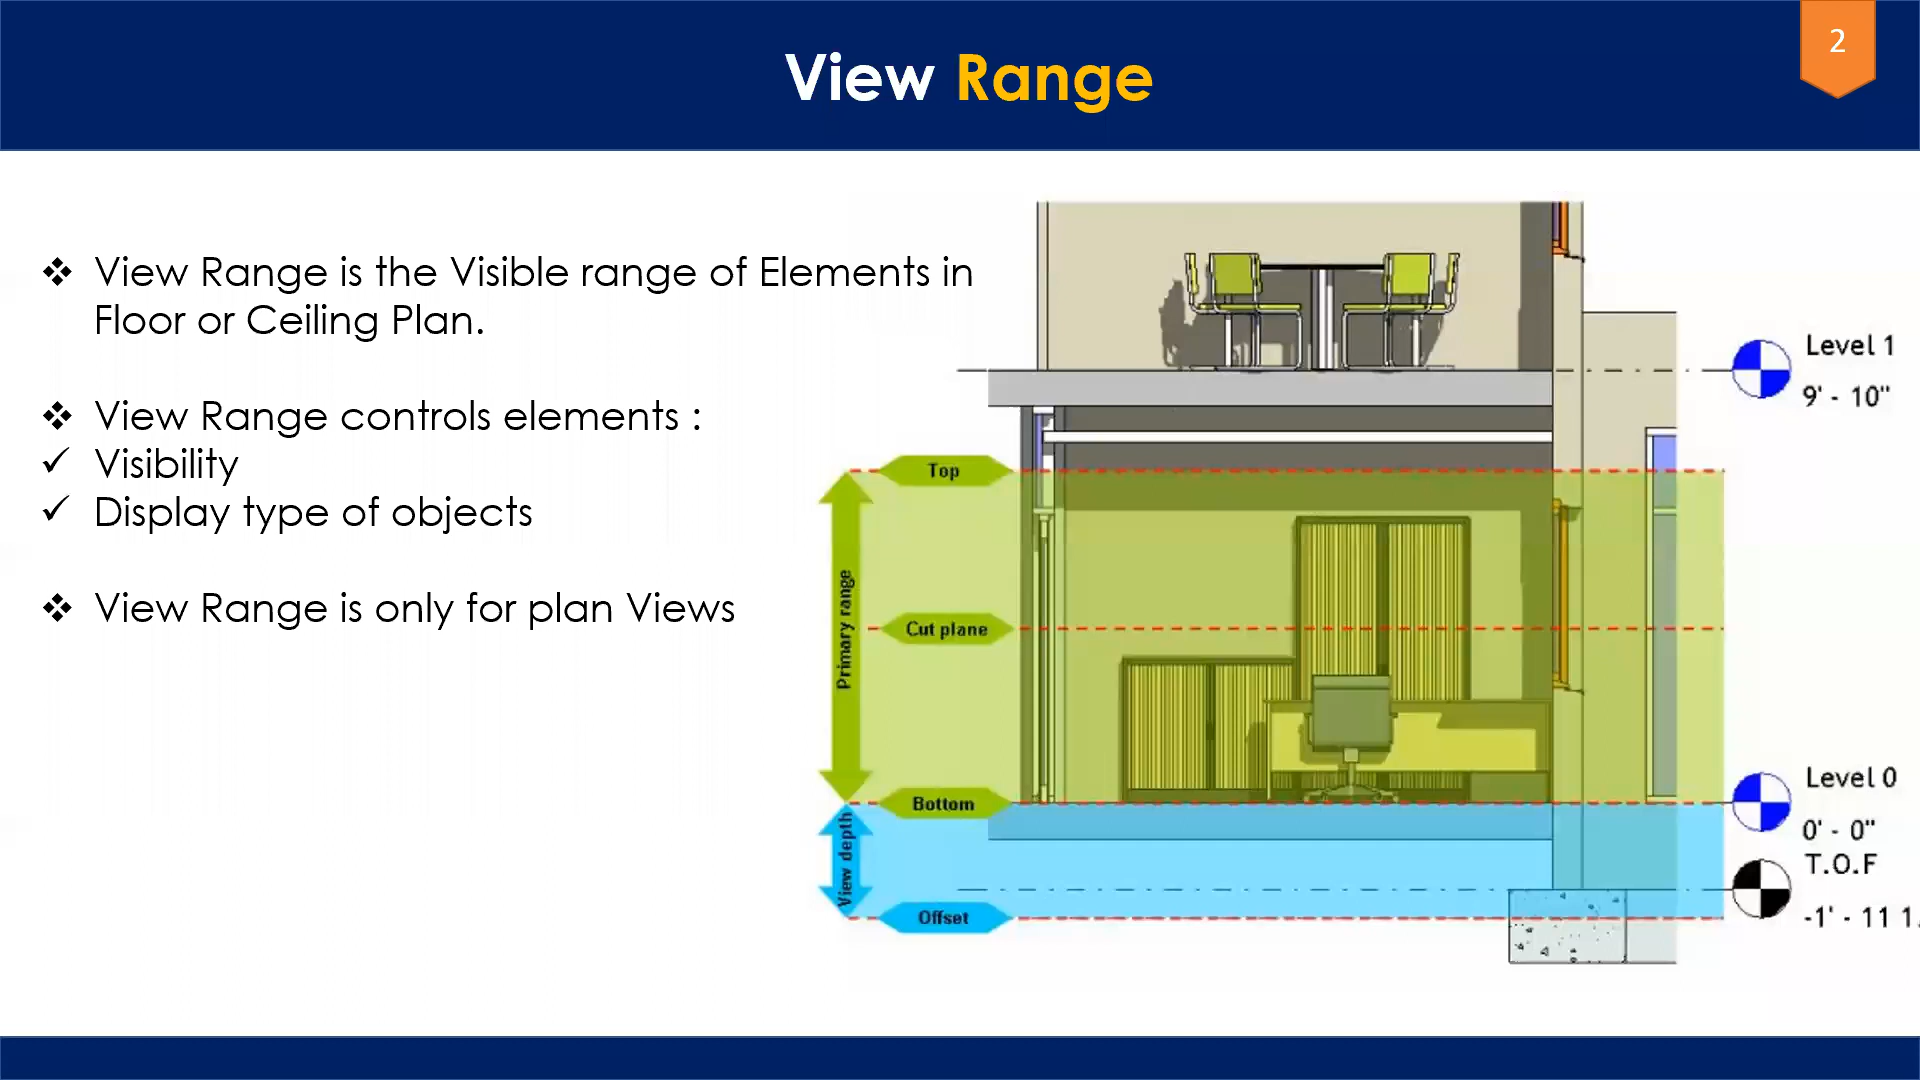 2
View Range
❖ View Range is the Visible range of Elements in
Floor or Ceiling Plan.
❖ View Range controls elements :
✓ Visibility
✓ Display type of objects
❖ View Range is only for plan Views
Level 1
9' - 10"
Top
Primary range
Cut plane
Bottom
Level 0
0' - 0"
View depth
T.O.F
Offset
-1' - 11 1